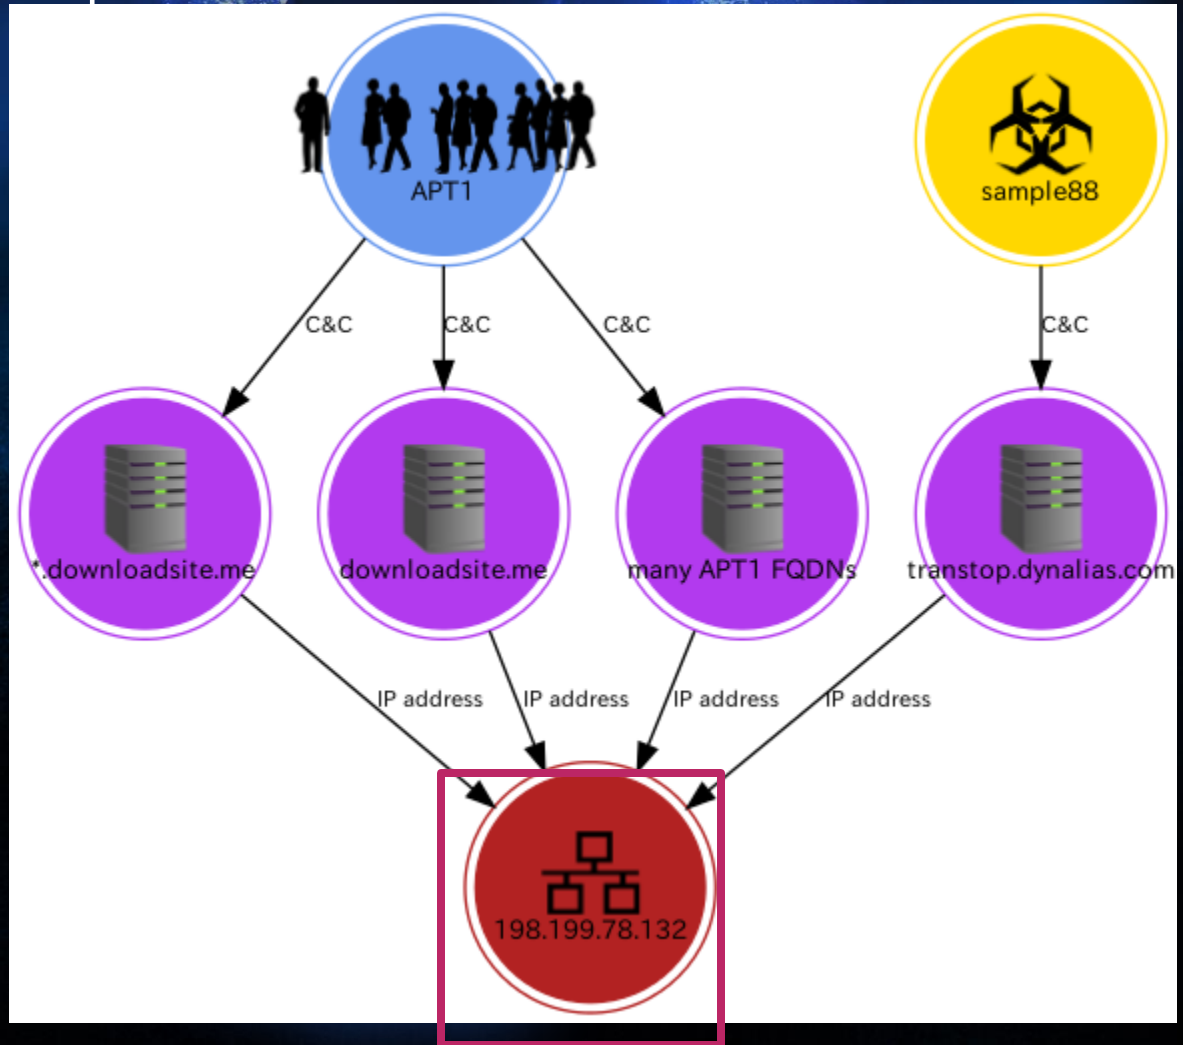 APT1
sample88
C&C
C&C
C&C
C&C
*.downloadsite.me
downloadsite.me
many APT1 FQDNs
transtop.dynalias.com
IP address
IP address
IP address
IP address
198.199.78.132